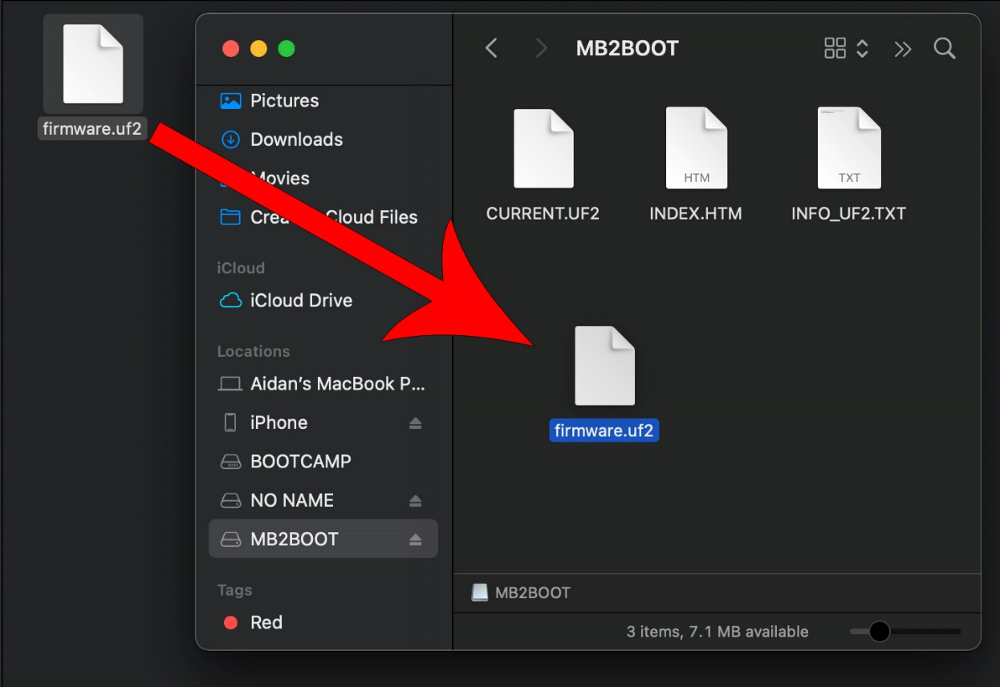 firmware.uf2
Pictures
Downloads
Movies
Cloud Files
iCloud
iCloud Drive
Locations
Aidan's MacBook P...
iPhone
BOOTCAMP
NO NAME
MB2BOOT
Tags
Red
MB2BOOT
CURRENT.UF2
HTM
INDEX.HTM
TXT
INFO_UF2.TXT
firmware.uf2
MB2BOOT
3 items, 7.1 MB available